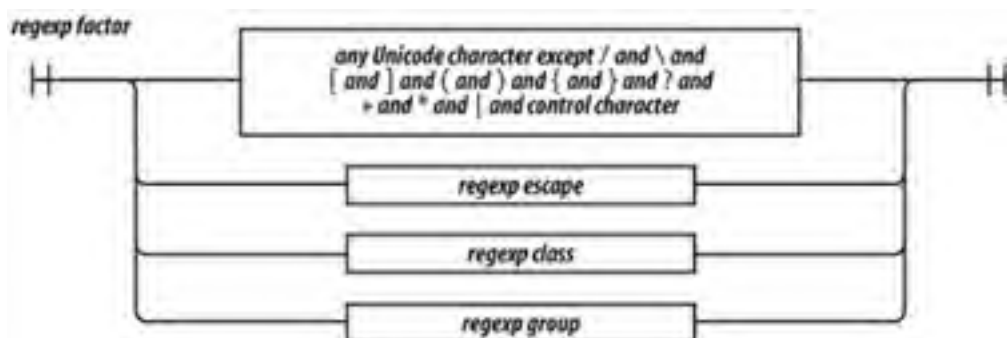 regexp factor
any Unicode character except / and \ and
[ and ] and ( and ) and { and } and ? and
+ and * and | and control character
regexp escape
regexp class
regexp group